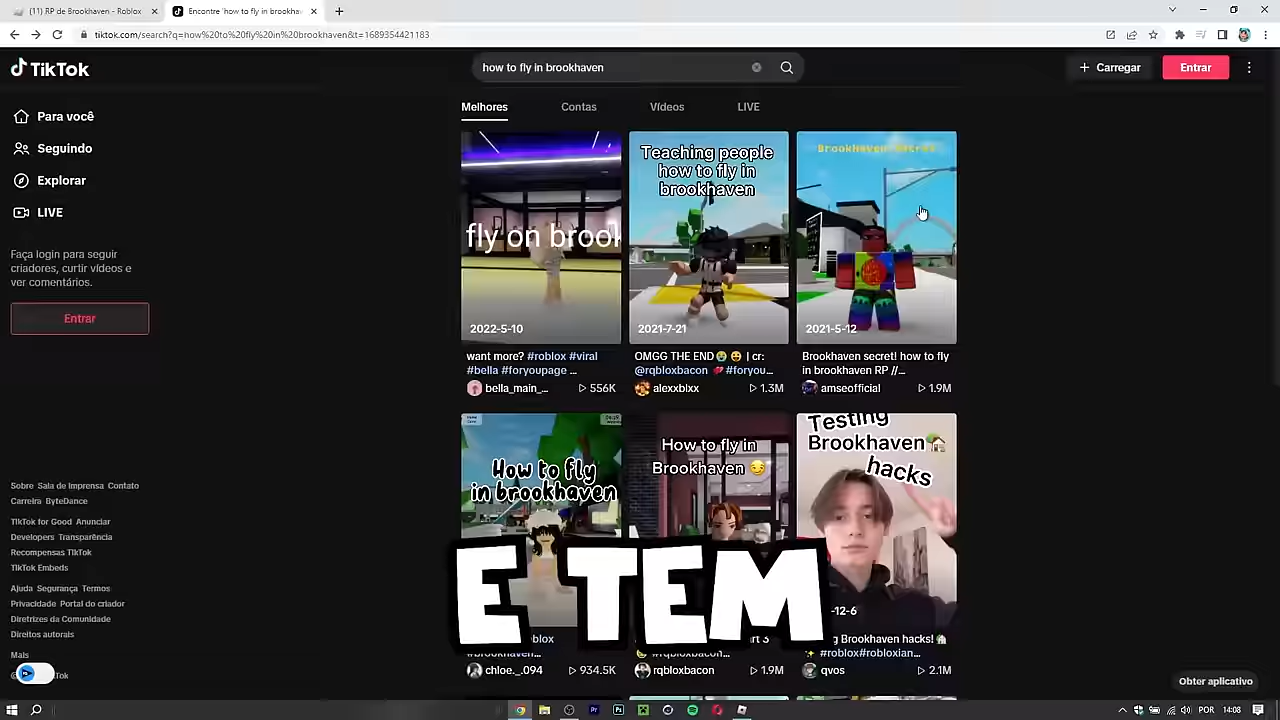 (11) RP de Brookhaven - Roblox
Encontre 'how to fly in brookha
tiktok.com/search?q=how%20to%20fly%20in%20brookhaven&t=1689354421183
TikTok
how to fly in brookhaven
Carregar
Entrar
Para você
Seguindo
Explorar
LIVE
Faça login para seguir
criadores, curtir vídeos e
ver comentários.
Entrar
Melhores
Contas
Vídeos
LIVE
fly on brook
2022-5-10
want more? #roblox #viral
#bella #foryoupage ...
bella_main_...
556K
Teaching people
how to fly in
brookhaven
2021-7-21
OMGG THE END😭😩 | cr:
@rqbloxbacon 💞 #foryou...
alexxblxx
1.3M
2021-5-12
Brookhaven secret! how to fly
in brookhaven RP //...
amseofficial
1.9M
How to fly
in brookhaven
#brookhaven...
chloe._.094
934.5K
How to fly in
Brookhaven 😏
#rqbloxbacon...
rqbloxbacon
1.9M
Testing
Brookhaven🏡
hacks
-12-6
g Brookhaven hacks!🏠
✨ #roblox#robloxian...
qvos
2.1M
E TEM
Sobre Sala de Imprensa Contato
Carreira ByteDance
TikTok for Good Anunciar
Developers Transparência
Recompensas TikTok
TikTok Embeds
Ajuda Segurança Termos
Privacidade Portal do criador
Diretrizes da Comunidade
Direitos autorais
Mais
Tok
Obter aplicativo
POR
14:08